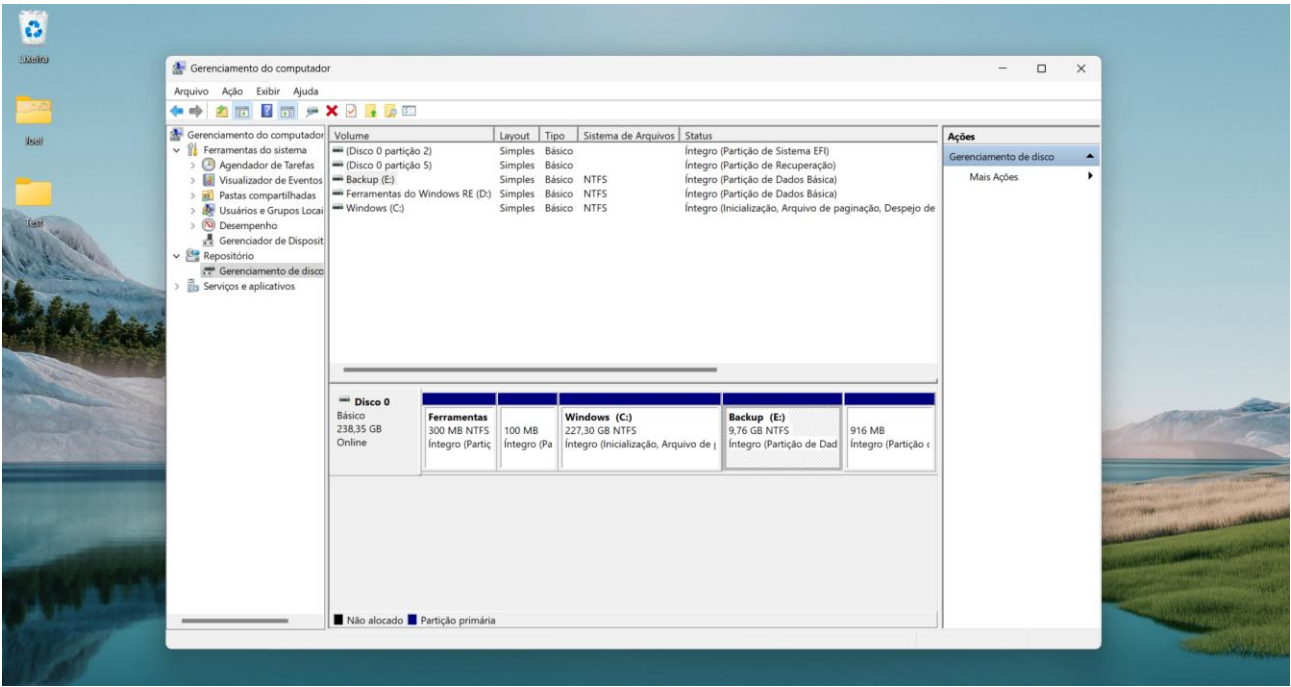 Lixeira
Joel
Test
Gerenciamento do computador
Arquivo Ação Exibir Ajuda
Gerenciamento do computador
Ferramentas do sistema
Agendador de Tarefas
Visualizador de Eventos
Pastas compartilhadas
Usuários e Grupos Locai
Desempenho
Gerenciador de Disposit
Repositório
Gerenciamento de disco
Serviços e aplicativos
Volume Layout Tipo Sistema de Arquivos Status
(Disco 0 partição 2) Simples Básico Íntegro (Partição de Sistema EFI)
(Disco 0 partição 5) Simples Básico Íntegro (Partição de Recuperação)
Backup (E:) Simples Básico NTFS Íntegro (Partição de Dados Básica)
Ferramentas do Windows RE (D:) Simples Básico NTFS Íntegro (Partição de Dados Básica)
Windows (C:) Simples Básico NTFS Íntegro (Inicialização, Arquivo de paginação, Despejo de
Disco 0
Básico
238,35 GB
Online
Ferramentas
300 MB NTFS
Íntegro (Partiç
100 MB
Íntegro (Pa
Windows (C:)
227,30 GB NTFS
Íntegro (Inicialização, Arquivo de p
Backup (E:)
9,76 GB NTFS
Íntegro (Partição de Dad
916 MB
Íntegro (Partição
Não alocado Partição primária
Ações
Gerenciamento de disco
Mais Ações